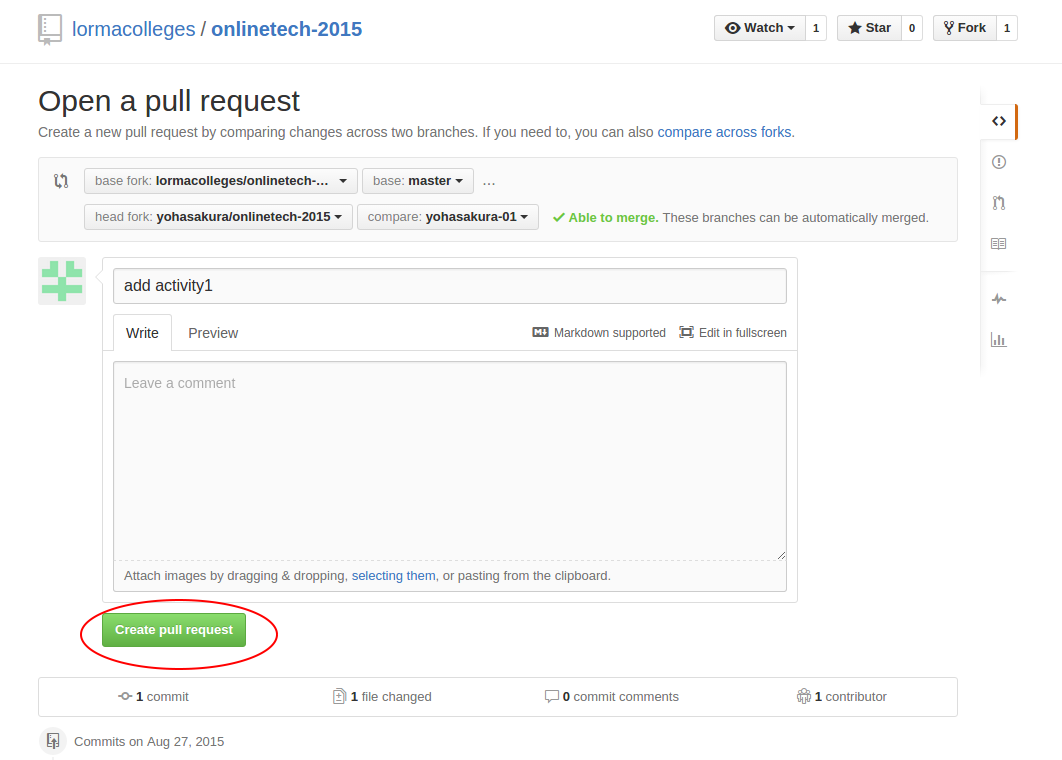 lormacolleges / onlinetech-2015
Watch 1 Star 0 Fork 1
Open a pull request
Create a new pull request by comparing changes across two branches. If you need to, you can also compare across forks.
base fork: lormacolleges/onlinetech-... base: master ...
head fork: yohasakura/onlinetech-2015 compare: yohasakura-01 Able to merge. These branches can be automatically merged.
add activity1
Write Preview Markdown supported Edit in fullscreen
Leave a comment
Attach images by dragging & dropping, selecting them, or pasting from the clipboard.
Create pull request
1 commit 1 file changed 0 commit comments 1 contributor
Commits on Aug 27, 2015